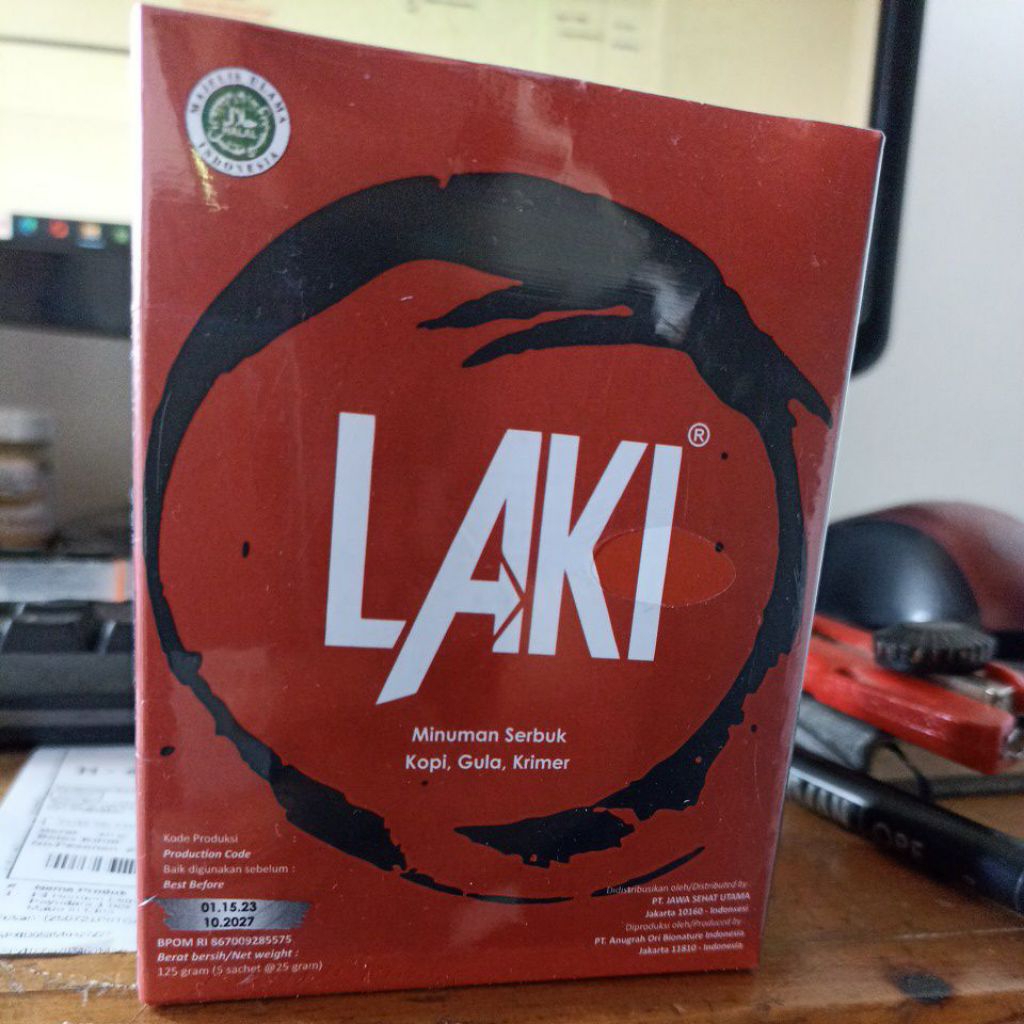 MAJELIS ULAMA
حلال
HALAL
INDONESIA
LAKI®
Minuman Serbuk
Kopi, Gula, Krimer
Kode Produksi
Production Code
Baik digunakan sebelum :
Best Before
01.15.23
10.2027
BPOM RI 867009285575
Berat bersih/Net weight :
125 gram (5 sachet @25 gram)
Didistribusikan oleh/Distributed by
PT. JAWA SEHAT UTAMA
Jakarta 10160 - Indonesi
Diproduksi oleh/Produced by
PT. Anugrah Ori Bionature Indonesia.
Jakarta 11810 - Indonesia.